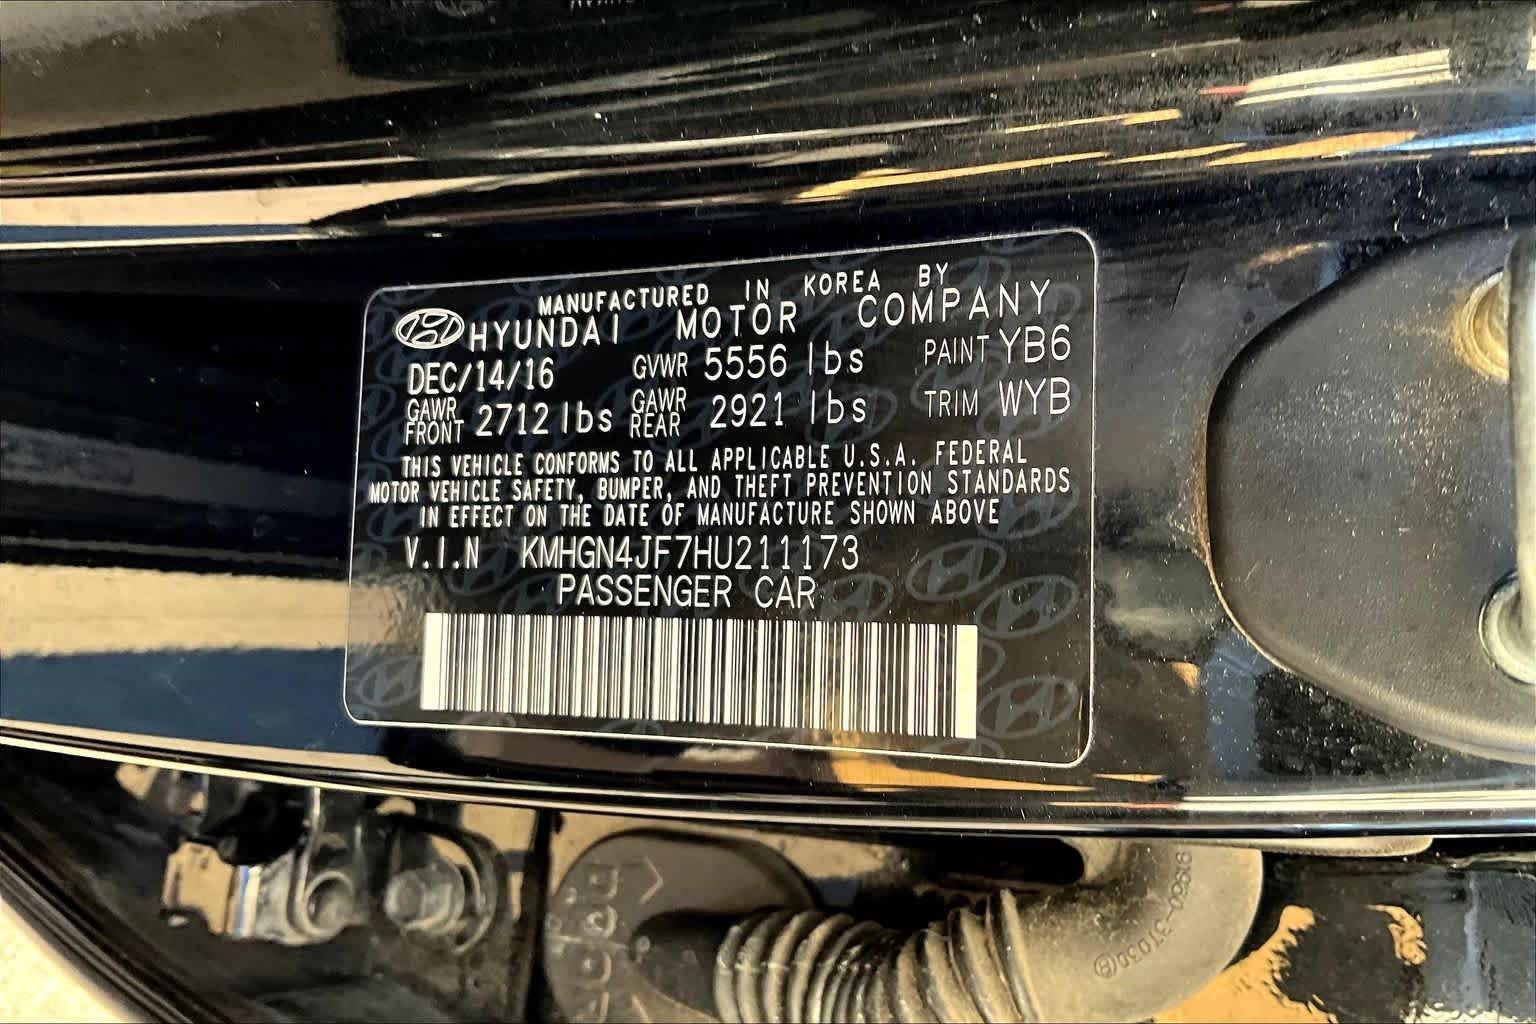 MANUFACTURED IN KOREA BY
HYUNDAI MOTOR COMPANY
DEC/14/16 GVWR 5556 lbs PAINT YB6
GAWR FRONT 2712 lbs GAWR REAR 2921 lbs TRIM WYB
THIS VEHICLE CONFORMS TO ALL APPLICABLE U.S.A. FEDERAL
MOTOR VEHICLE SAFETY, BUMPER, AND THEFT PREVENTION STANDARDS
IN EFFECT ON THE DATE OF MANUFACTURE SHOWN ABOVE
V.I.N KMHGN4JF7HU211173
PASSENGER CAR